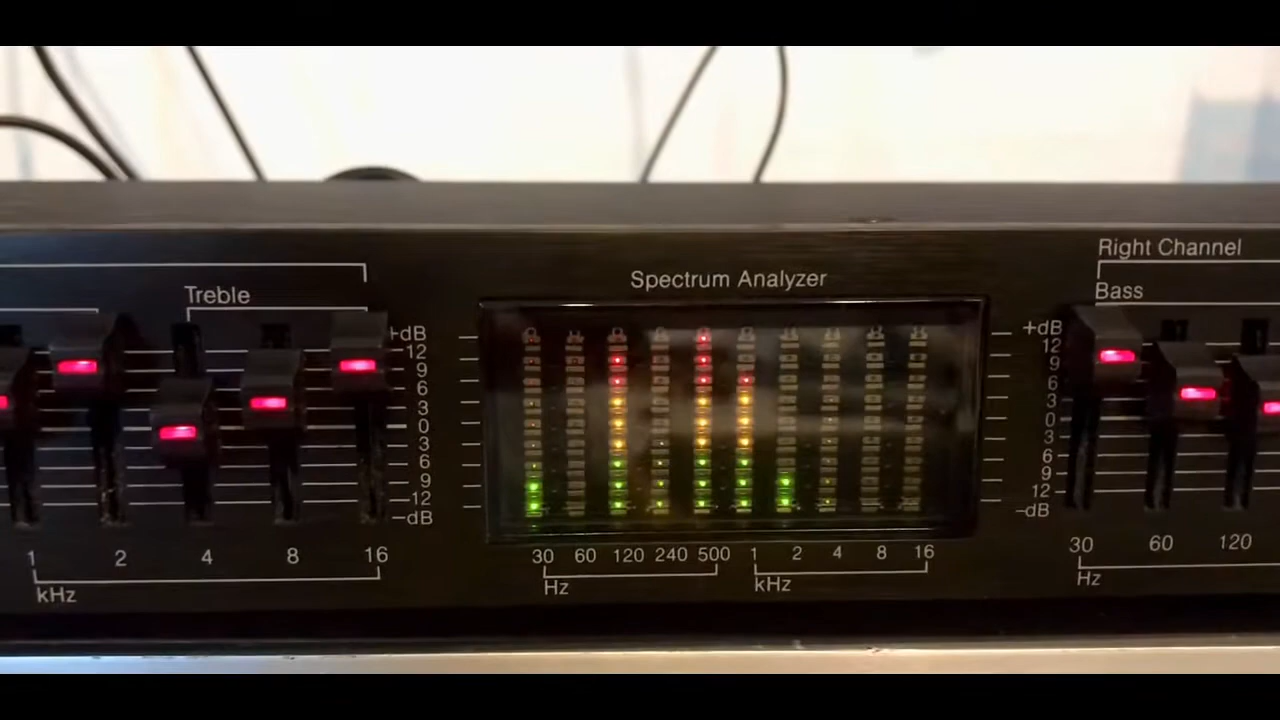 Treble
+dB
12
9
6
3
0
3
6
9
12
-dB
1 2 4 8 16
kHz
Spectrum Analyzer
30 60 120 240 500 1 2 4 8 16
Hz kHz
Right Channel
Bass
+dB
12
9
6
3
0
3
6
9
12
-dB
30 60 120
Hz